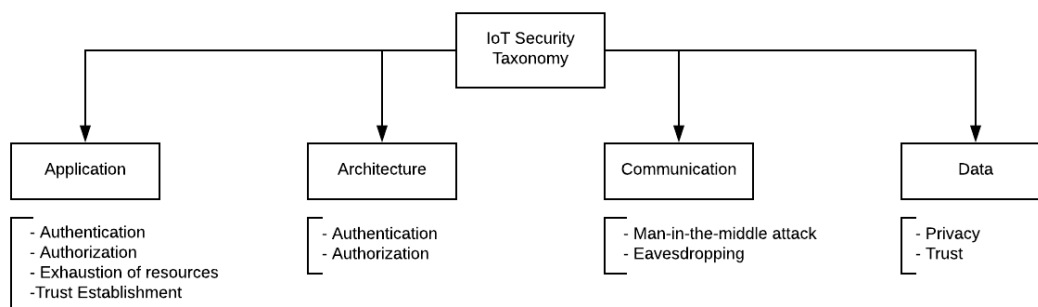 IoT Security
Taxonomy
Application
Architecture
Communication
Data
- Authentication
- Authorization
- Exhaustion of resources
-Trust Establishment
- Authentication
- Authorization
- Man-in-the-middle attack
- Eavesdropping
- Privacy
- Trust